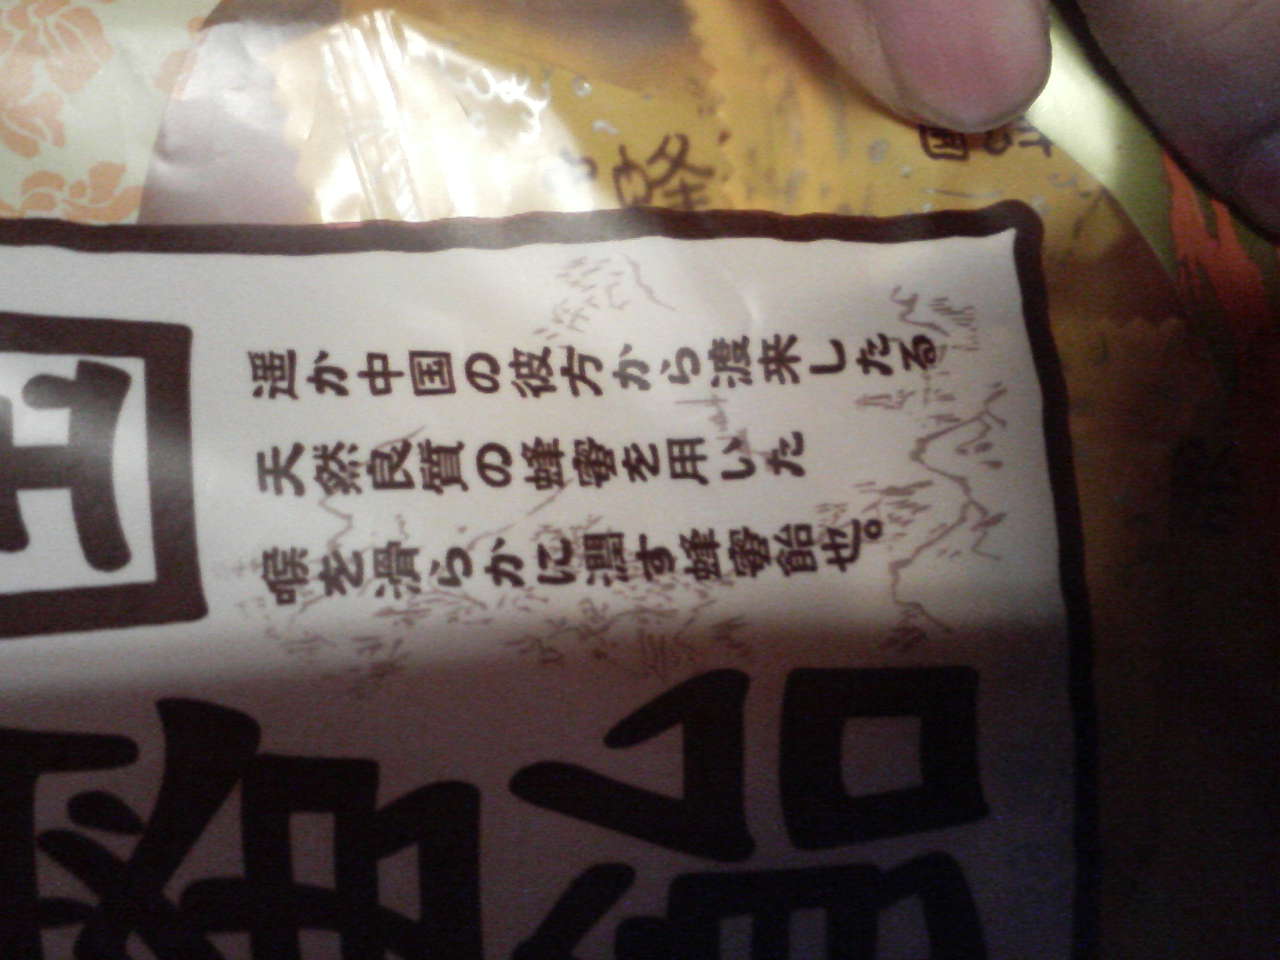 遥か中国の彼方から渡来したる
天然良質の蜂蜜を用いた
喉を滑らかに潤す蜂蜜飴也。
飴